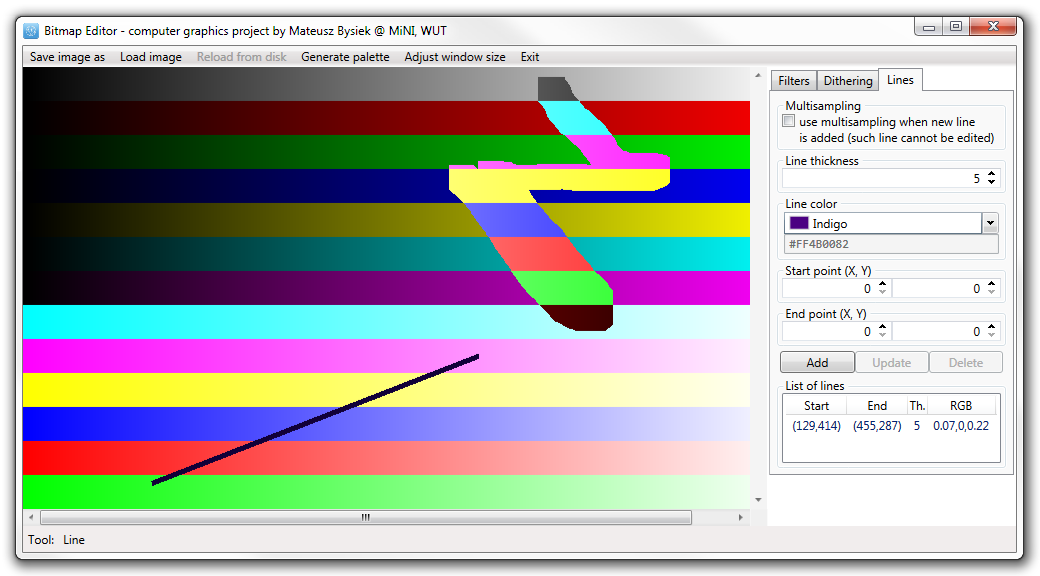 Bitmap Editor - computer graphics project by Mateusz Bysiek @ MiNI, WUT
Save image as Load image Reload from disk Generate palette Adjust window size Exit
Filters Dithering Lines
Multisampling
use multisampling when new line
is added (such line cannot be edited)
Line thickness
5
Line color
Indigo
#FF4B0082
Start point (X, Y)
0 0
End point (X, Y)
0 0
Add Update Delete
List of lines
Start End Th. RGB
(129,414) (455,287) 5 0.07,0,0.22
Tool: Line